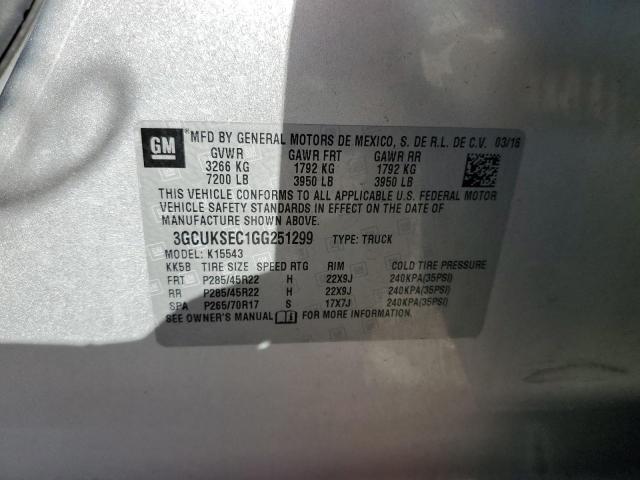 GM ®MFD BY GENERAL MOTORS DE MEXICO, S. DE R.L. DE C.V. 03/16
GVWR GAWR FRT GAWR RR
3266 KG 1792 KG 1792 KG
7200 LB 3950 LB 3950 LB
THIS VEHICLE CONFORMS TO ALL APPLICABLE U.S. FEDERAL MOTOR
VEHICLE SAFETY STANDARDS IN EFFECT ON THE DATE OF
MANUFACTURE SHOWN ABOVE.
3GCUKSEC1GG251299 TYPE: TRUCK
MODEL: K15543
KK5B TIRE SIZE SPEED RTG RIM COLD TIRE PRESSURE
FRT P285/45R22 H 22X9J 240KPA(35PSI)
RR P285/45R22 H 22X9J 240KPA(35PSI)
SPA P265/70R17 S 17X7J 240KPA(35PSI)
SEE OWNER'S MANUAL FOR MORE INFORMATION.